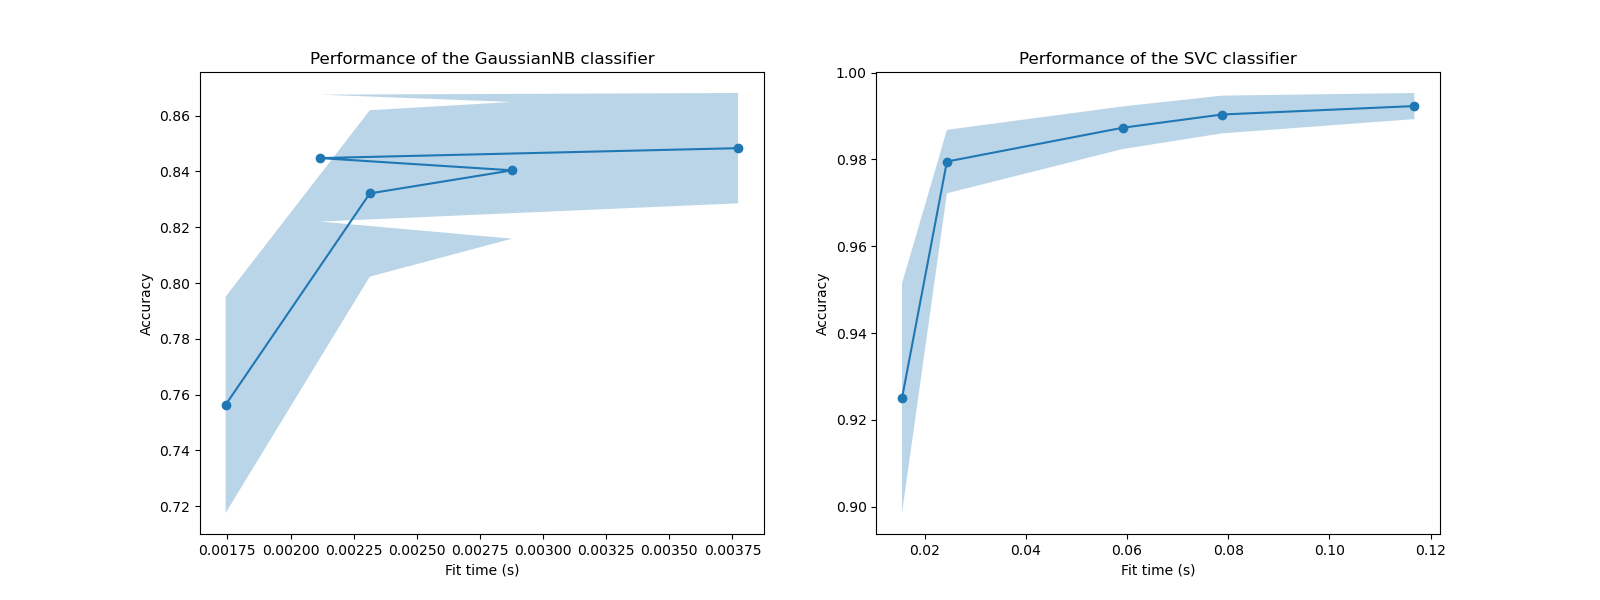 Performance of the GaussianNB classifier
Accuracy
0.86
0.84
0.82
0.80
0.78
0.76
0.74
0.72
0.00175 0.00200 0.00225 0.00250 0.00275 0.00300 0.00325 0.00350 0.00375
Fit time (s)
Performance of the SVC classifier
Accuracy
1.00
0.98
0.96
0.94
0.92
0.90
0.02 0.04 0.06 0.08 0.10 0.12
Fit time (s)